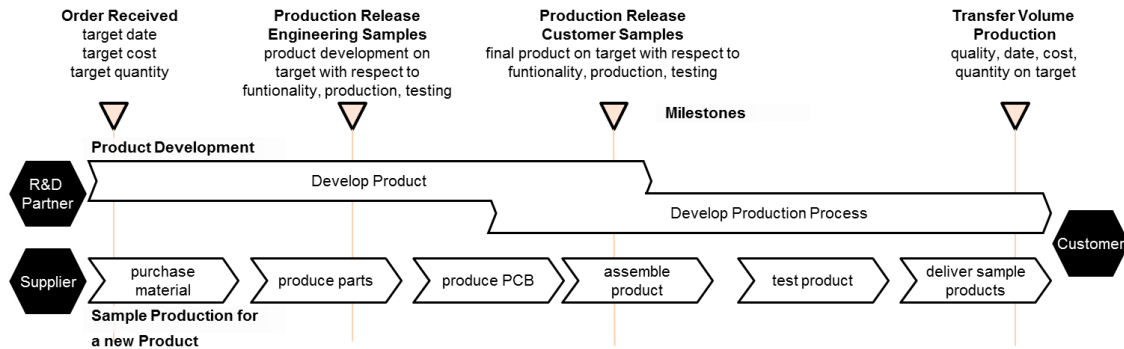 Order Received
target date
target cost
target quantity
Production Release
Engineering Samples
product development on
target with respect to
funtionality, production, testing
Production Release
Customer Samples
final product on target with respect to
funtionality, production, testing
Transfer Volume
Production
quality, date, cost,
quantity on target
Milestones
Product Development
R&D
Partner
Develop Product
Develop Production Process
Customer
Supplier
purchase
material
produce parts
produce PCB
assemble
product
test product
deliver sample
products
Sample Production for
a new Product